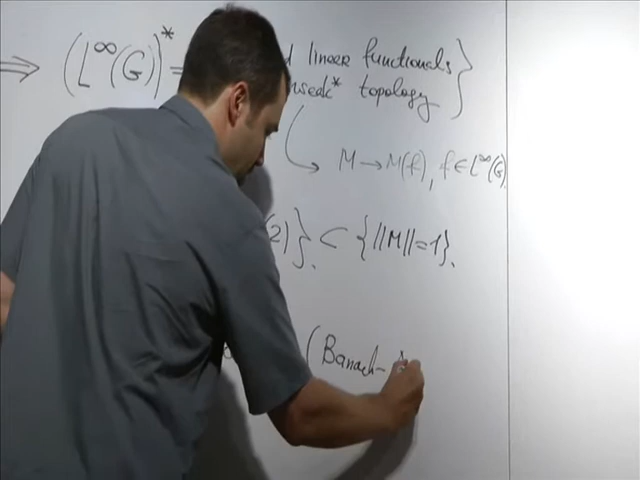 ⇒ (L^∞(G))^* = linear functionals
weak* topology }
M → M(f), f ∈ L^∞(G)
(2)}. ⊂ {||M|| = 1}.
(Banach-